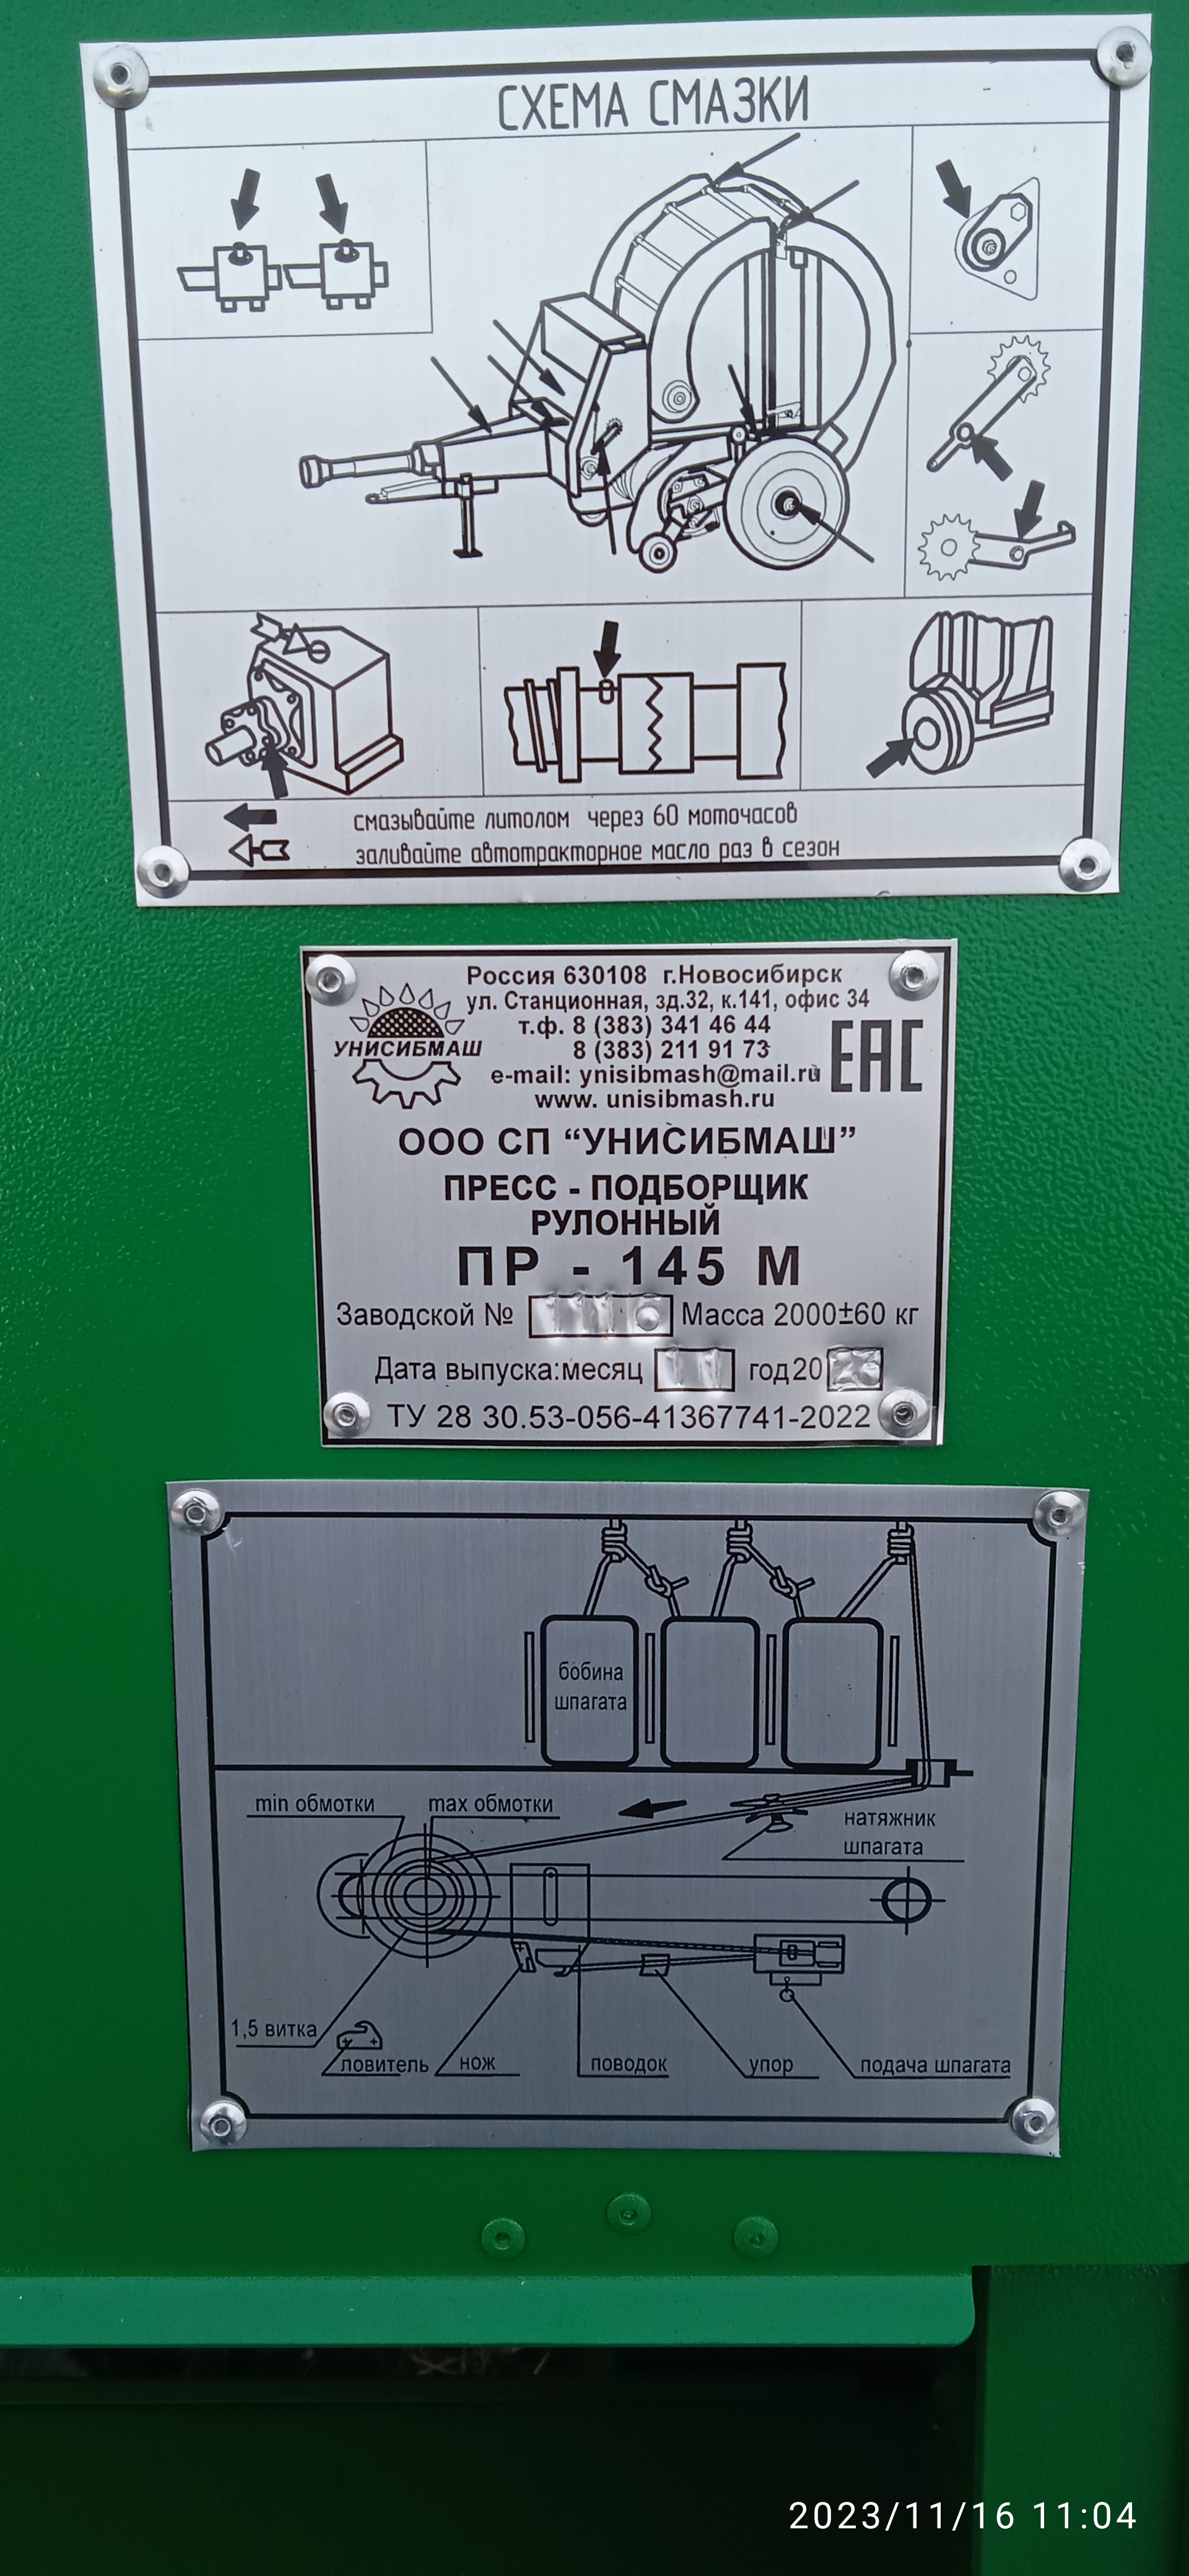 СХЕМА СМАЗКИ
смазывайте литолом через 60 моточасов
заливайте автотракторное масло раз в сезон
Россия 630108 г.Новосибирск
ул. Станционная, зд.32, к.141, офис 34
т.ф. 8 (383) 341 46 44
8 (383) 211 91 73
e-mail: ynisibmash@mail.ru
www. unisibmash.ru
УНИСИБМАШ
ЕАС
ООО СП “УНИСИБМАШ”
ПРЕСС - ПОДБОРЩИК
РУЛОННЫЙ
ПР - 145 М
Заводской № Масса 2000±60 кг
Дата выпуска:месяц 11 год20
ТУ 28 30.53-056-41367741-2022
бобина
шпагата
min обмотки
max обмотки
натяжник
шпагата
1,5 витка
ловитель
нож
поводок
упор
подача шпагата
2023/11/16 11:04